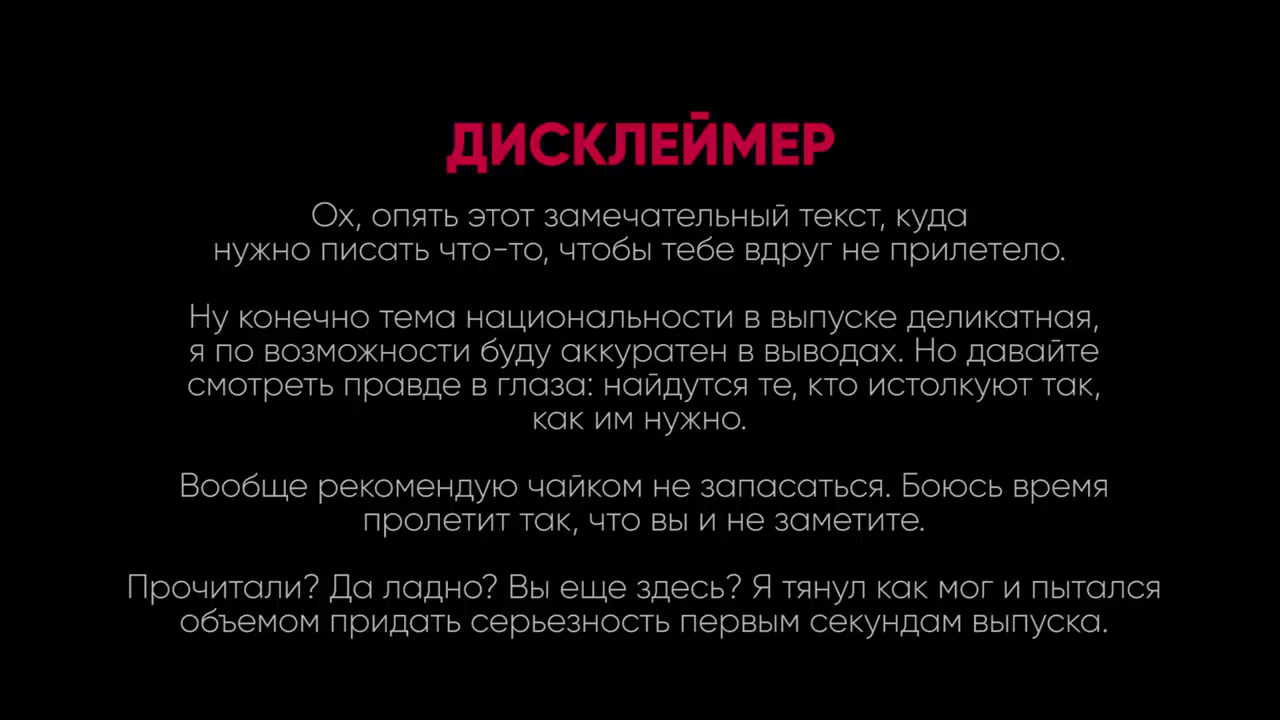 ДИСКЛЕЙМЕР
Ох, опять этот замечательный текст, куда
нужно писать что-то, чтобы тебе вдруг не прилетело.
Ну конечно тема национальности в выпуске деликатная,
я по возможности буду аккуратен в выводах. Но давайте
смотреть правде в глаза: найдутся те, кто истолкуют так,
как им нужно.
Вообще рекомендую чайком не запасаться. Боюсь время
пролетит так, что вы и не заметите.
Прочитали? Да ладно? Вы еще здесь? Я тянул как мог и пытался
объемом придать серьезность первым секундам выпуска.